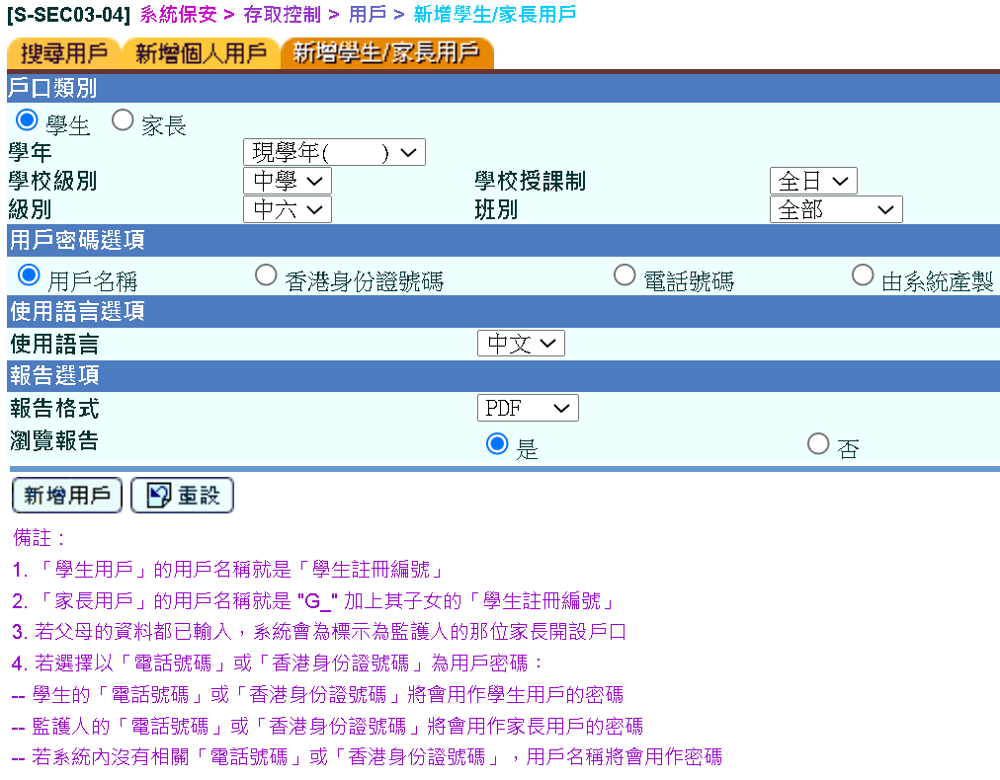 [S-SEC03-04] 系統保安 > 存取控制 > 用戶 > 新增學生/家長用戶
搜尋用戶 新增個人用戶 新增學生/家長用戶
戶口類別
學生 家長
學年 現學年( )
學校級別 中學 學校授課制 全日
級別 中六 班別 全部
用戶密碼選項
用戶名稱 香港身份證號碼 電話號碼 由系統產製
使用語言選項
使用語言 中文
報告選項
報告格式 PDF
瀏覽報告 是 否
新增用戶 重設
備註：
1. 「學生用戶」的用戶名稱就是「學生註冊編號」
2. 「家長用戶」的用戶名稱就是 "G_" 加上其子女的「學生註冊編號」
3. 若父母的資料都已輸入，系統會為標示為監護人的那位家長開設戶口
4. 若選擇以「電話號碼」或「香港身份證號碼」為用戶密碼：
-- 學生的「電話號碼」或「香港身份證號碼」將會用作學生用戶的密碼
-- 監護人的「電話號碼」或「香港身份證號碼」將會用作家長用戶的密碼
-- 若系統內沒有相關「電話號碼」或「香港身份證號碼」，用戶名稱將會用作密碼